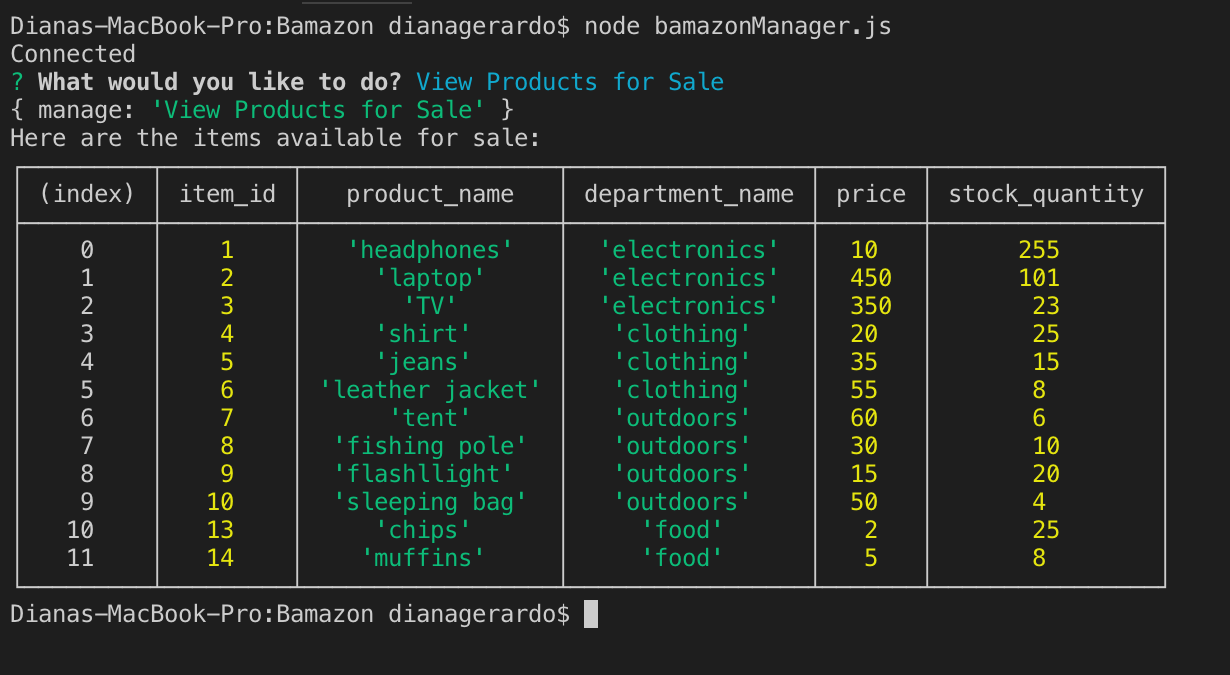 Dianas-MacBook-Pro:Bamazon dianagerardo$ node bamazonManager.js
Connected
? What would you like to do? View Products for Sale
{ manage: 'View Products for Sale' }
Here are the items available for sale:
(index) item_id product_name department_name price stock_quantity
0 1 'headphones' 'electronics' 10 255
1 2 'laptop' 'electronics' 450 101
2 3 'TV' 'electronics' 350 23
3 4 'shirt' 'clothing' 20 25
4 5 'jeans' 'clothing' 35 15
5 6 'leather jacket' 'clothing' 55 8
6 7 'tent' 'outdoors' 60 6
7 8 'fishing pole' 'outdoors' 30 10
8 9 'flashllight' 'outdoors' 15 20
9 10 'sleeping bag' 'outdoors' 50 4
10 13 'chips' 'food' 2 25
11 14 'muffins' 'food' 5 8
Dianas-MacBook-Pro:Bamazon dianagerardo$